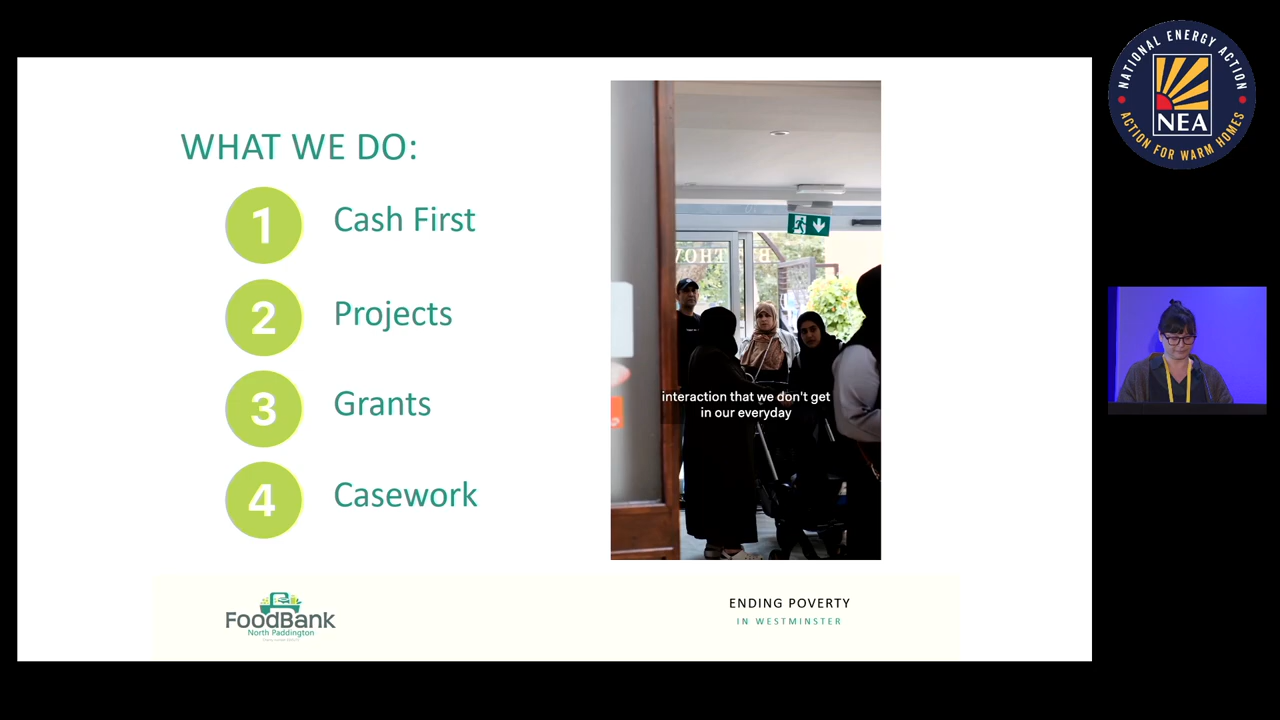 WHAT WE DO:
1 Cash First
2 Projects
3 Grants
4 Casework
interaction that we don't get
in our everyday
FoodBank
North Paddington
ENDING POVERTY
IN WESTMINSTER
NATIONAL ENERGY ACTION
NEA
ACTION FOR WARM HOMES